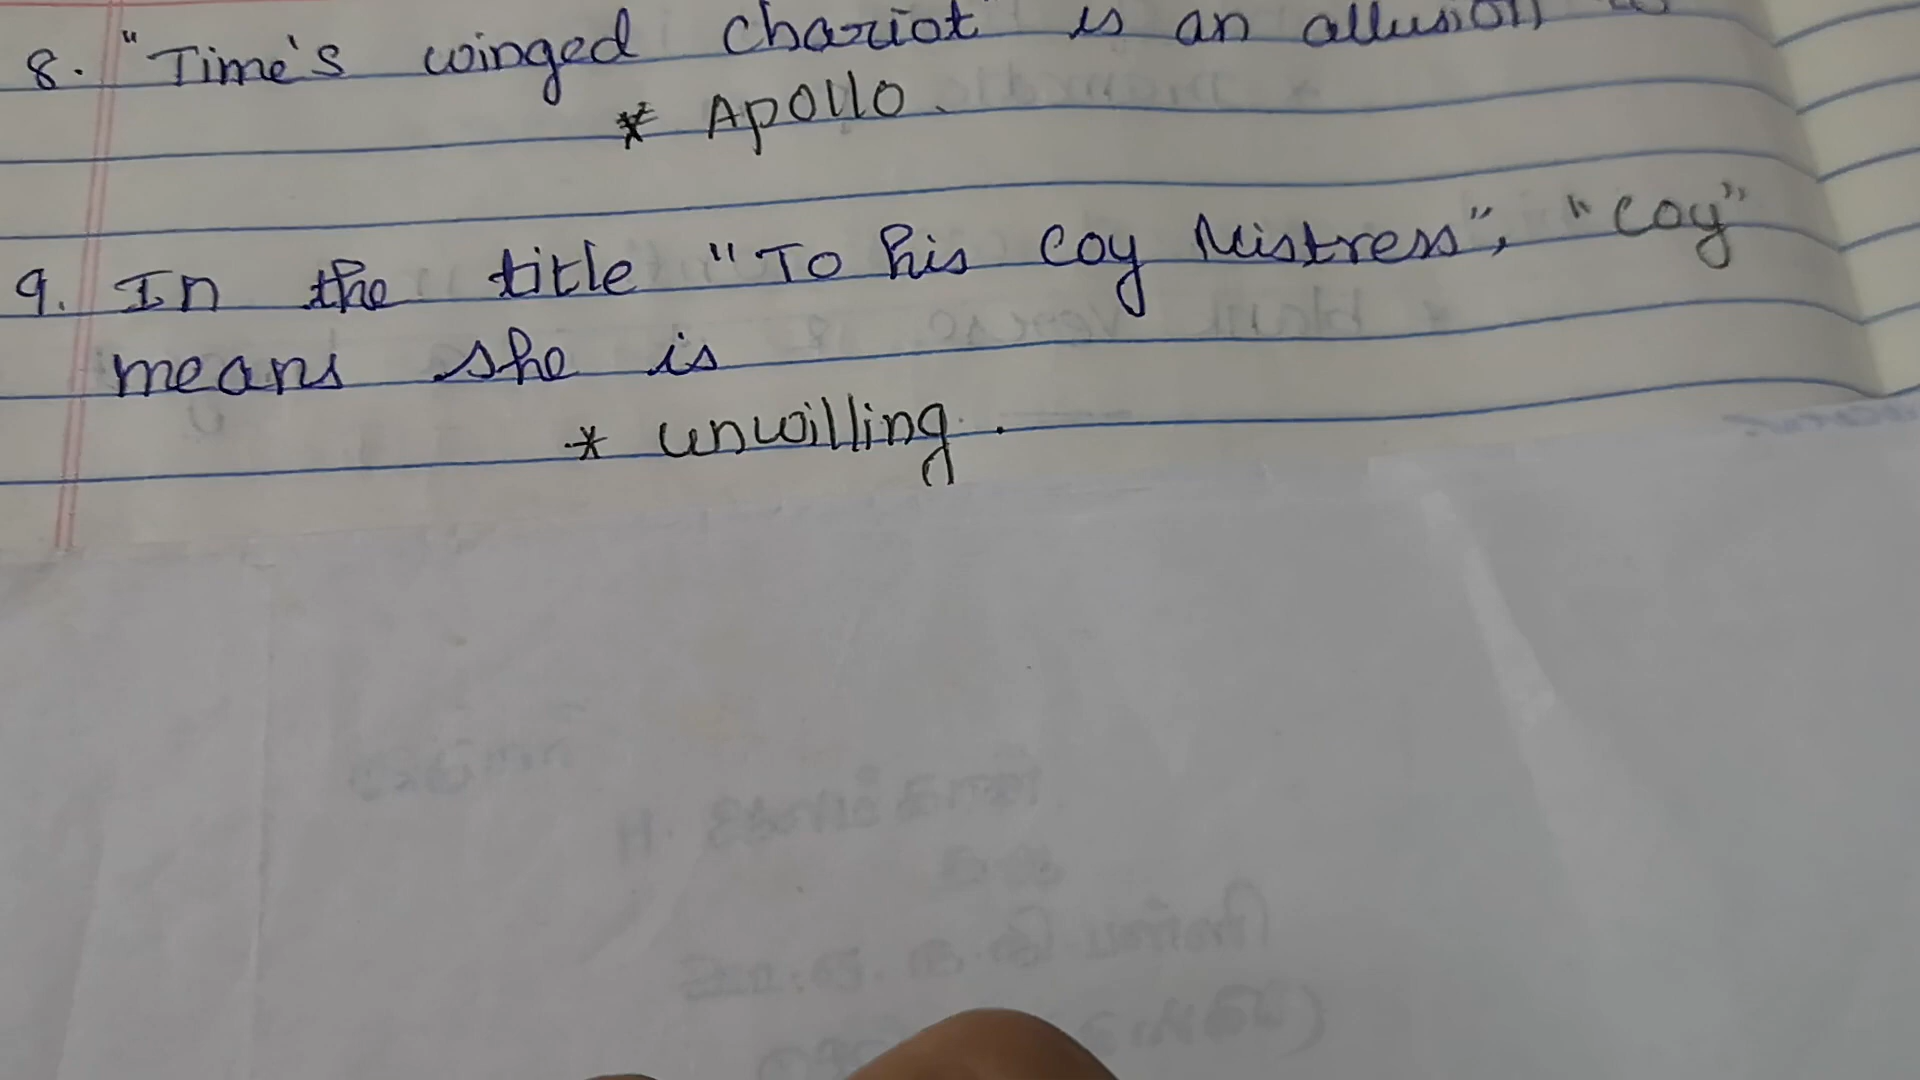 8. "Time's winged chariot" is an allusion to
* Apollo.
9. In the title "To his Coy Mistress", "coy"
means she is
* unwilling.